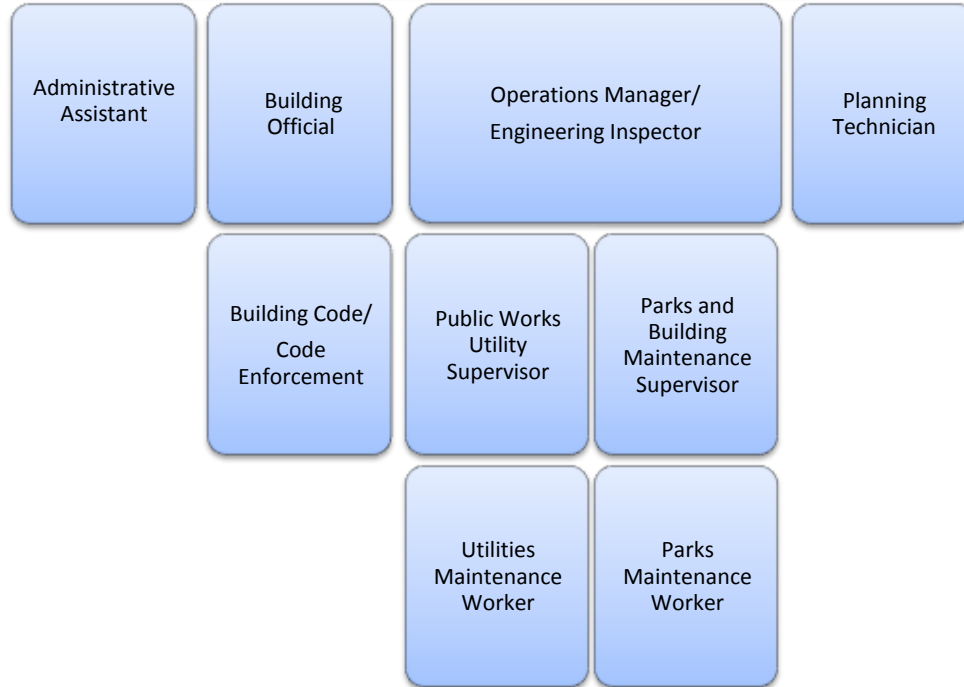 Administrative
Assistant
Building
Official
Operations Manager/
Engineering Inspector
Planning
Technician
Building Code/
Code
Enforcement
Public Works
Utility
Supervisor
Parks and
Building
Maintenance
Supervisor
Utilities
Maintenance
Worker
Parks
Maintenance
Worker